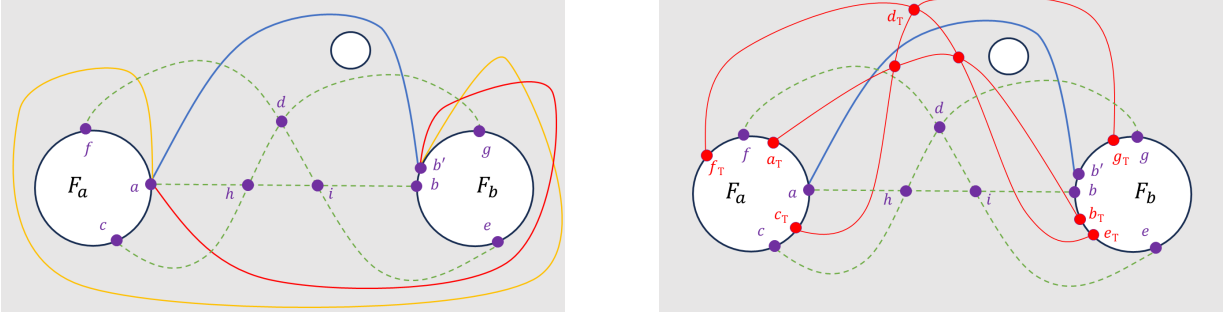 d
f
g
F_a
a
h
i
b'
b
F_b
c
e
d_T
d
f
a_T
g_T
g
f_T
F_a
a
h
i
b'
b
F_b
c_T
c
b_T
e_T
e